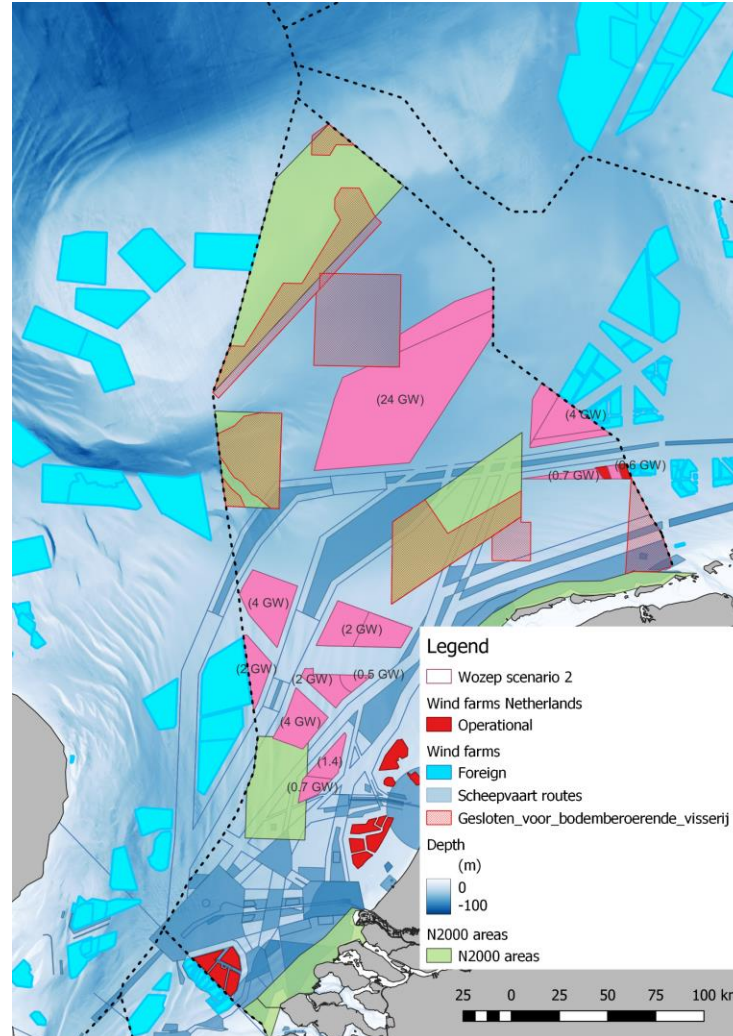 (24 GW)
(4 GW)
(0.6 GW)
(0.7 GW)
(4 GW)
(2 GW)
(2 GW)
(0.5 GW)
(2 GW)
(4 GW)
(1.4)
(0.7 GW)
Legend
Wozep scenario 2
Wind farms Netherlands
Operational
Wind farms
Foreign
Scheepvaart routes
Gesloten_voor_bodemberoerende_visserij
Depth
(m)
0
-100
N2000 areas
N2000 areas
25 0 25 50 75 100 km